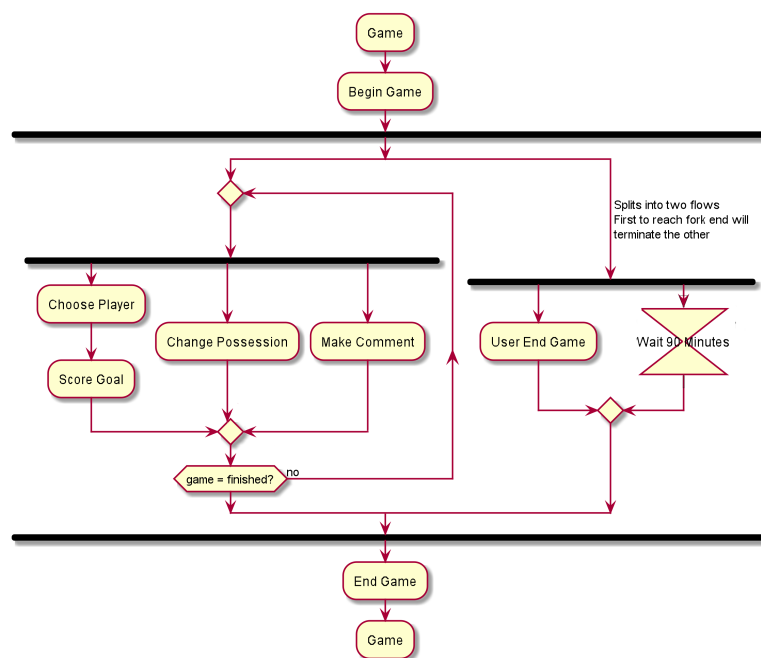 Game
Begin Game
Splits into two flows
First to reach fork end will
terminate the other
Choose Player
Change Possession
Make Comment
User End Game
Wait 90 Minutes
Score Goal
game = finished?
no
End Game
Game